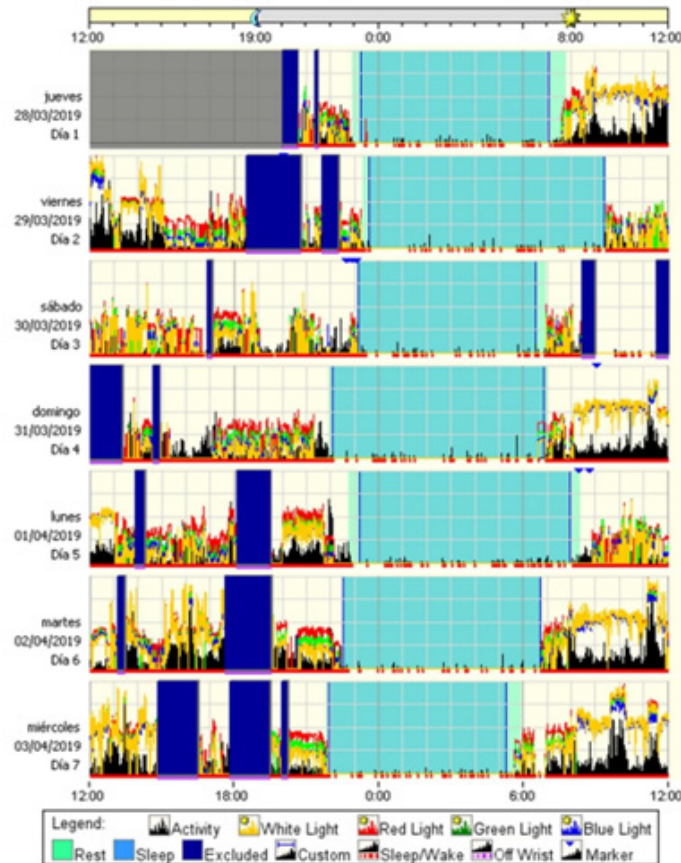 12:00 19:00 0:00 8:00 12:00
jueves
28/03/2019
Día 1
viernes
29/03/2019
Día 2
sábado
30/03/2019
Día 3
domingo
31/03/2019
Día 4
lunes
01/04/2019
Día 5
martes
02/04/2019
Día 6
miércoles
03/04/2019
Día 7
12:00 18:00 0:00 6:00 12:00
Legend: Activity White Light Red Light Green Light Blue Light
Rest Sleep Excluded Custom Sleep/Wake Off Wrist Marker